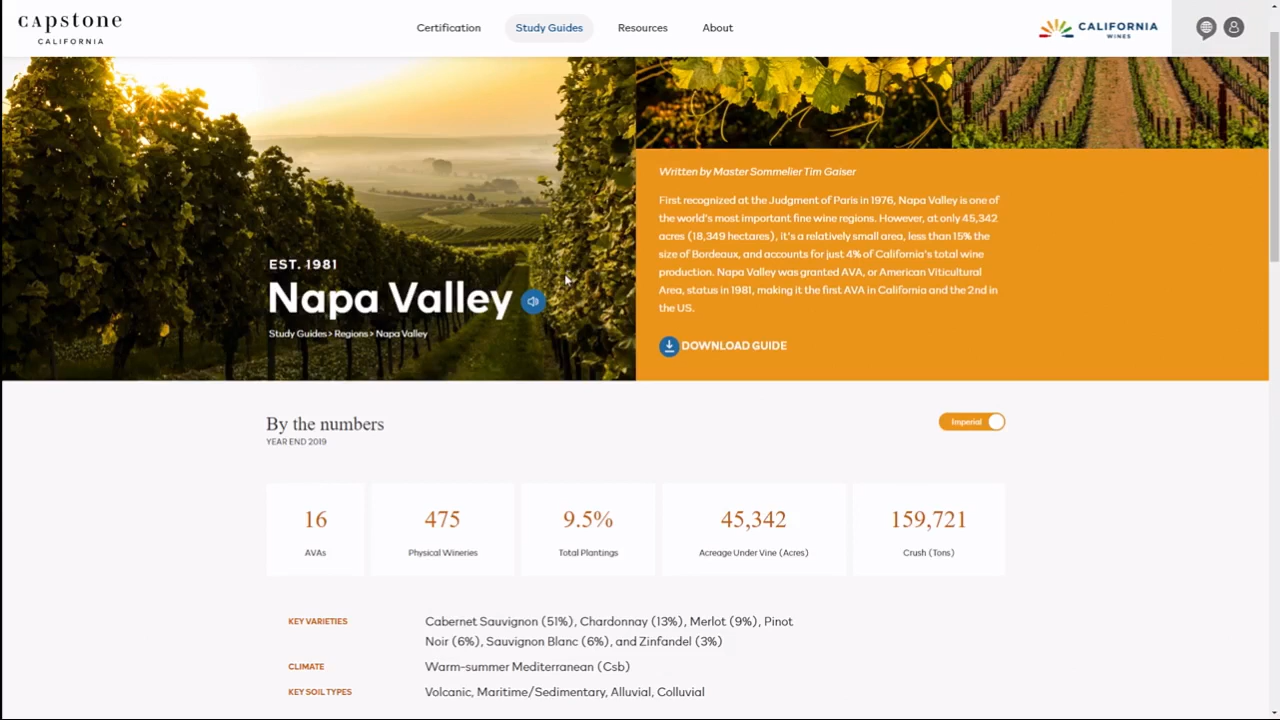 capstone
CALIFORNIA
Certification
Study Guides
Resources
About
CALIFORNIA
WINES
Written by Master Sommelier Tim Gaiser
First recognized at the Judgment of Paris in 1976, Napa Valley is one of
the world's most important fine wine regions. However, at only 45,342
acres (18,349 hectares), it's a relatively small area, less than 15% the
size of Bordeaux, and accounts for just 4% of California's total wine
production. Napa Valley was granted AVA, or American Viticultural
Area, status in 1981, making it the first AVA in California and the 2nd in
the US.
DOWNLOAD GUIDE
EST. 1981
Napa Valley
Study Guides > Regions > Napa Valley
By the numbers
YEAR END 2019
Imperial
16
AVAs
475
Physical Wineries
9.5%
Total Plantings
45,342
Acreage Under Vine (Acres)
159,721
Crush (Tons)
KEY VARIETIES
Cabernet Sauvignon (51%), Chardonnay (13%), Merlot (9%), Pinot
Noir (6%), Sauvignon Blanc (6%), and Zinfandel (3%)
CLIMATE
Warm-summer Mediterranean (Csb)
KEY SOIL TYPES
Volcanic, Maritime/Sedimentary, Alluvial, Colluvial